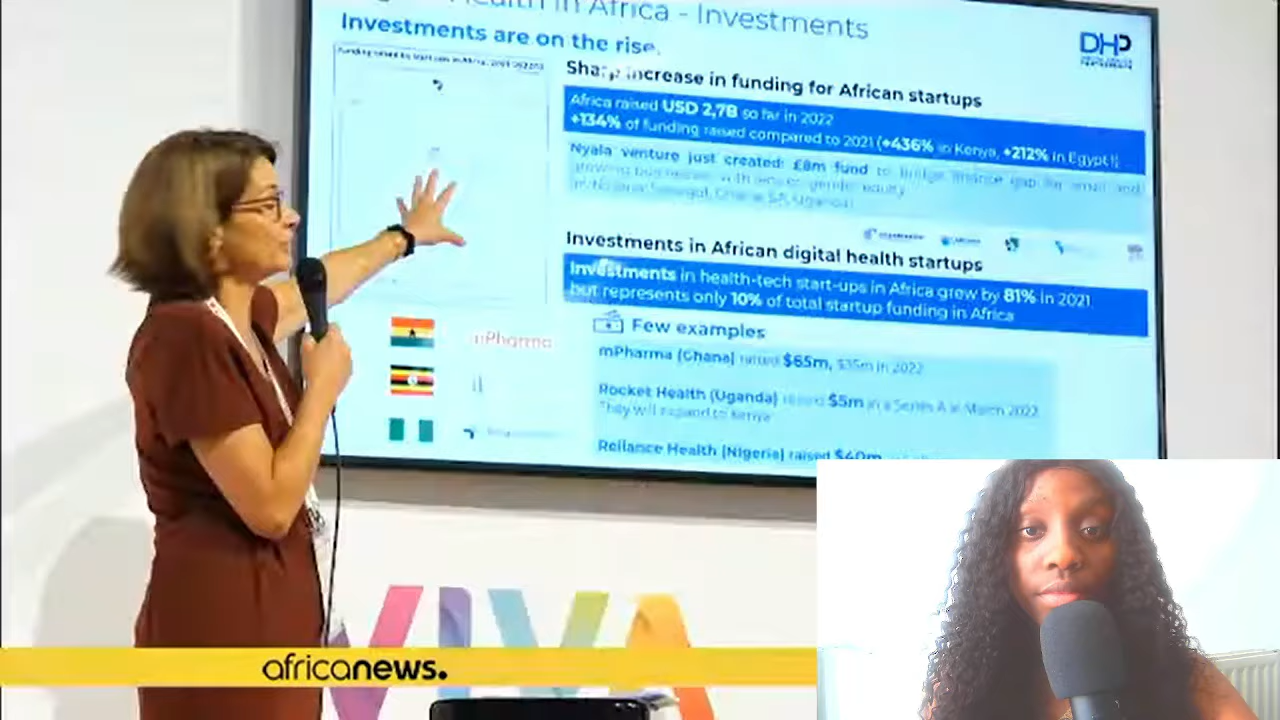 Health in Africa - Investments
Investments are on the rise.
DHP
Sharp increase in funding for African startups
Africa raised USD 2,7B so far in 2022
+134% of funding raised compared to 2021 (+436% in Kenya, +212% in Egypt !)
Nyala venture just created: £8m fund to bridge finance gap for small and
growing businesses with
Investments in African digital health startups
Investments in health-tech start-ups in Africa grew by 81% in 2021
but represents only 10% of total startup funding in Africa
Few examples
mPharma
mPharma (Ghana) raised $65m, $35m in 2022
Rocket Health (Uganda) raised $5m in a Series A in March 2022
They will expand to Kenya
Reliance Health (Nigeria) raised $40m
VIVA
africanews.